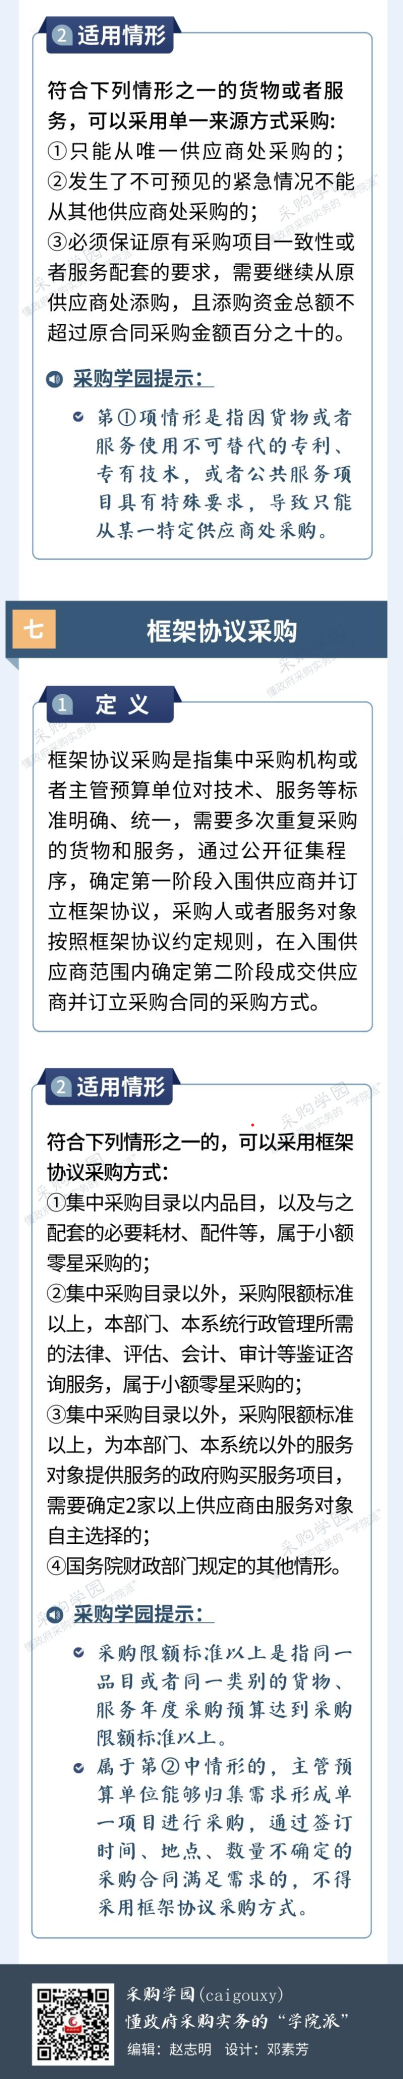 ② 适用情形
符合下列情形之一的货物或者服
务，可以采用单一来源方式采购:
①只能从唯一供应商处采购的；
②发生了不可预见的紧急情况不能
从其他供应商处采购的；
③必须保证原有采购项目一致性或
者服务配套的要求，需要继续从原
供应商处添购，且添购资金总额不
超过原合同采购金额百分之十的。
采购学园提示：
第①项情形是指因货物或者
服务使用不可替代的专利、
专有技术，或者公共服务项
目具有特殊要求，导致只能
从某一特定供应商处采购。
七 框架协议采购
① 定 义
框架协议采购是指集中采购机构或
者主管预算单位对技术、服务等标
准明确、统一，需要多次重复采购
的货物和服务，通过公开征集程
序，确定第一阶段入围供应商并订
立框架协议，采购人或者服务对象
按照框架协议约定规则，在入围供
应商范围内确定第二阶段成交供应
商并订立采购合同的采购方式。
② 适用情形
符合下列情形之一的，可以采用框架
协议采购方式：
①集中采购目录以内品目，以及与之
配套的必要耗材、配件等，属于小额
零星采购的；
②集中采购目录以外，采购限额标准
以上，本部门、本系统行政管理所需
的法律、评估、会计、审计等鉴证咨
询服务，属于小额零星采购的；
③集中采购目录以外，采购限额标准
以上，为本部门、本系统以外的服务
对象提供服务的政府购买服务项目，
需要确定2家以上供应商由服务对象
自主选择的；
④国务院财政部门规定的其他情形。
采购学园提示：
采购限额标准以上是指同一
品目或者同一类别的货物、
服务年度采购预算达到采购
限额标准以上。
属于第②中情形的，主管预
算单位能够归集需求形成单
一项目进行采购，通过签订
时间、地点、数量不确定的
采购合同满足需求的，不得
采用框架协议采购方式。
采购学园(caigouxy)
懂政府采购实务的“学院派”
编辑：赵志明 设计：邓素芳